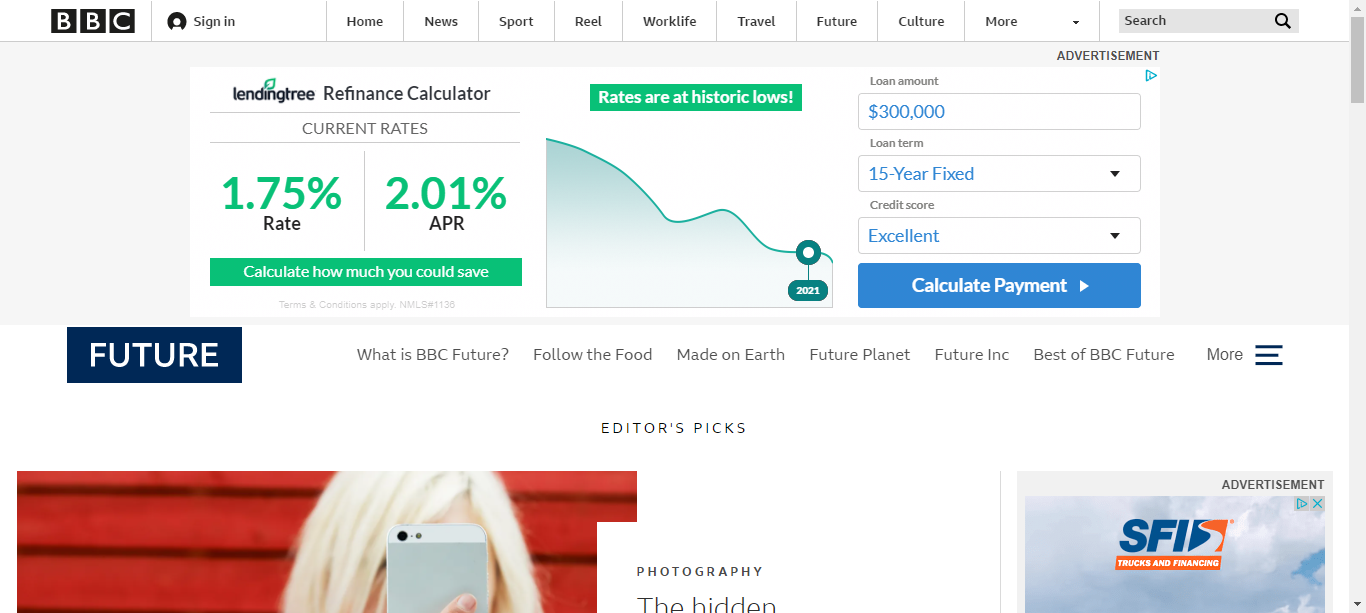 BBC
Sign in
Home
News
Sport
Reel
Worklife
Travel
Future
Culture
More
Search
ADVERTISEMENT
lendingtree Refinance Calculator
CURRENT RATES
1.75%
Rate
2.01%
APR
Calculate how much you could save
Terms & Conditions apply. NMLS#1136
Rates are at historic lows!
2021
Loan amount
$300,000
Loan term
15-Year Fixed
Credit score
Excellent
Calculate Payment
FUTURE
What is BBC Future?
Follow the Food
Made on Earth
Future Planet
Future Inc
Best of BBC Future
More
EDITOR'S PICKS
PHOTOGRAPHY
The hidden
ADVERTISEMENT
SFI
TRUCKS AND FINANCING